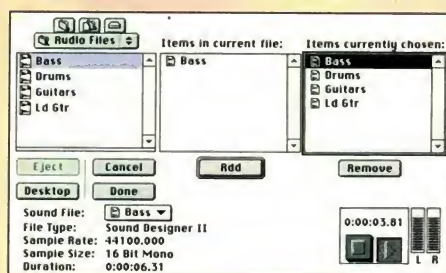 Audio Files
Items in current file:
Items currently chosen:
Bass
Drums
Guitars
Ld Gtr
Bass
Bass
Drums
Guitars
Ld Gtr
Eject
Cancel
Add
Remove
Desktop
Done
Sound File: Bass
File Type: Sound Designer II
Sample Rate: 44100.000
Sample Size: 16 Bit Mono
Duration: 0:00:06.31
0:00:03.81
L R